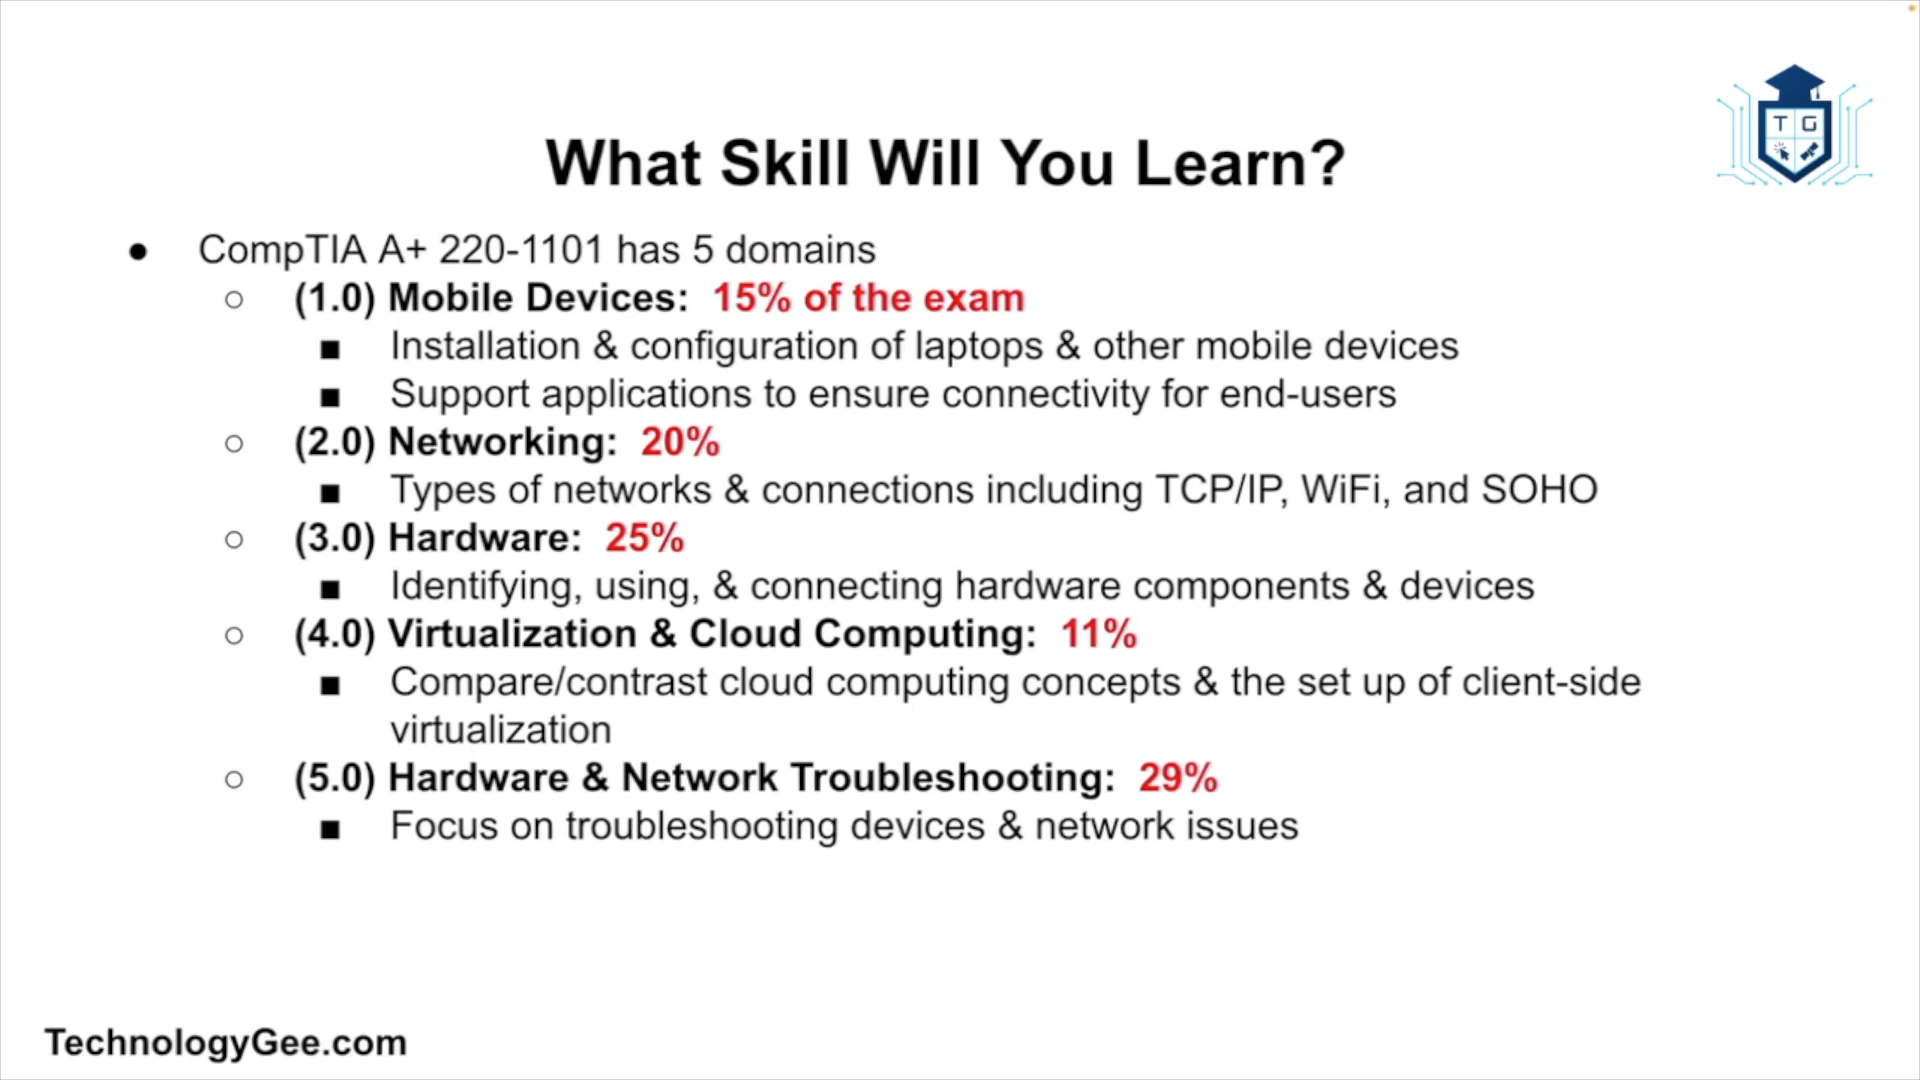 T G
What Skill Will You Learn?
● CompTIA A+ 220-1101 has 5 domains
○ (1.0) Mobile Devices: 15% of the exam
■ Installation & configuration of laptops & other mobile devices
■ Support applications to ensure connectivity for end-users
○ (2.0) Networking: 20%
■ Types of networks & connections including TCP/IP, WiFi, and SOHO
○ (3.0) Hardware: 25%
■ Identifying, using, & connecting hardware components & devices
○ (4.0) Virtualization & Cloud Computing: 11%
■ Compare/contrast cloud computing concepts & the set up of client-side
virtualization
○ (5.0) Hardware & Network Troubleshooting: 29%
■ Focus on troubleshooting devices & network issues
TechnologyGee.com